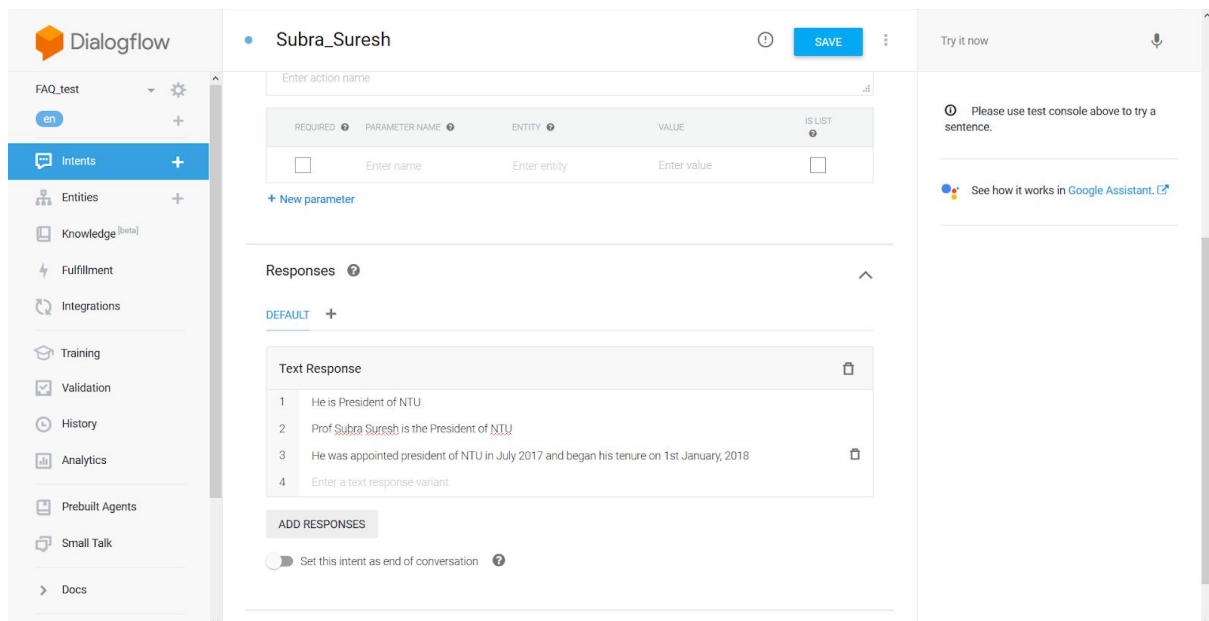 Dialogflow
FAQ_test
en
Intents
Entities
Knowledge [beta]
Fulfillment
Integrations
Training
Validation
History
Analytics
Prebuilt Agents
Small Talk
Docs
Subra_Suresh
SAVE
Enter action name
REQUIRED PARAMETER NAME ENTITY VALUE IS LIST
Enter name Enter entity Enter value
+ New parameter
Responses
DEFAULT +
Text Response
1 He is President of NTU
2 Prof Subra Suresh is the President of NTU
3 He was appointed president of NTU in July 2017 and began his tenure on 1st January, 2018
4 Enter a text response variant
ADD RESPONSES
Set this intent as end of conversation
Try it now
Please use test console above to try a
sentence.
See how it works in Google Assistant.